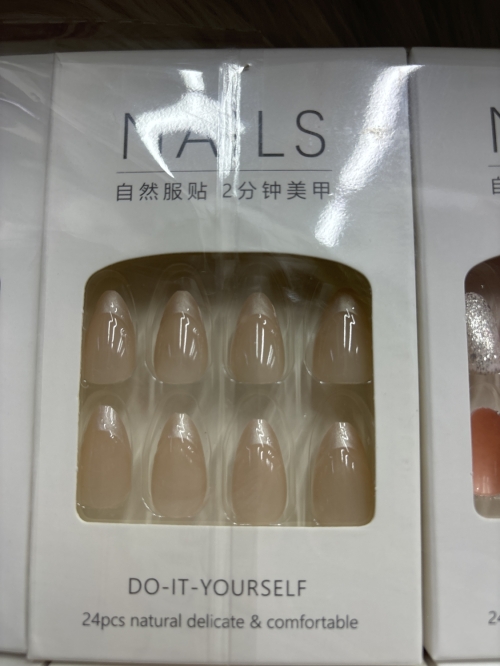 NAILS
自然服贴 2分钟美甲
DO-IT-YOURSELF
24pcs natural delicate & comfortable